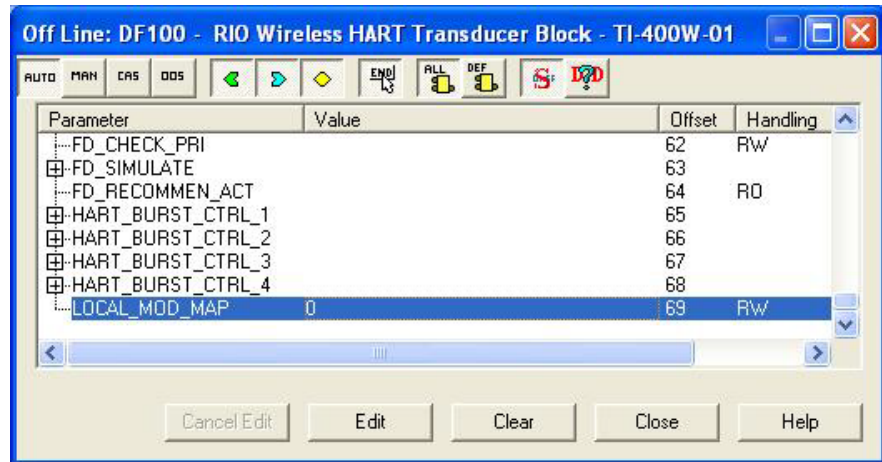 Off Line: DF100 - RIO Wireless HART Transducer Block - TI-400W-01
AUTO MAN CAS OOS END ALL DEF S D?D
Parameter Value Offset Handling
FD_CHECK_PRI 62 RW
FD_SIMULATE 63
FD_RECOMMEN_ACT 64 RO
HART_BURST_CTRL_1 65
HART_BURST_CTRL_2 66
HART_BURST_CTRL_3 67
HART_BURST_CTRL_4 68
LOCAL_MOD_MAP 0 69 RW
Cancel Edit Edit Clear Close Help